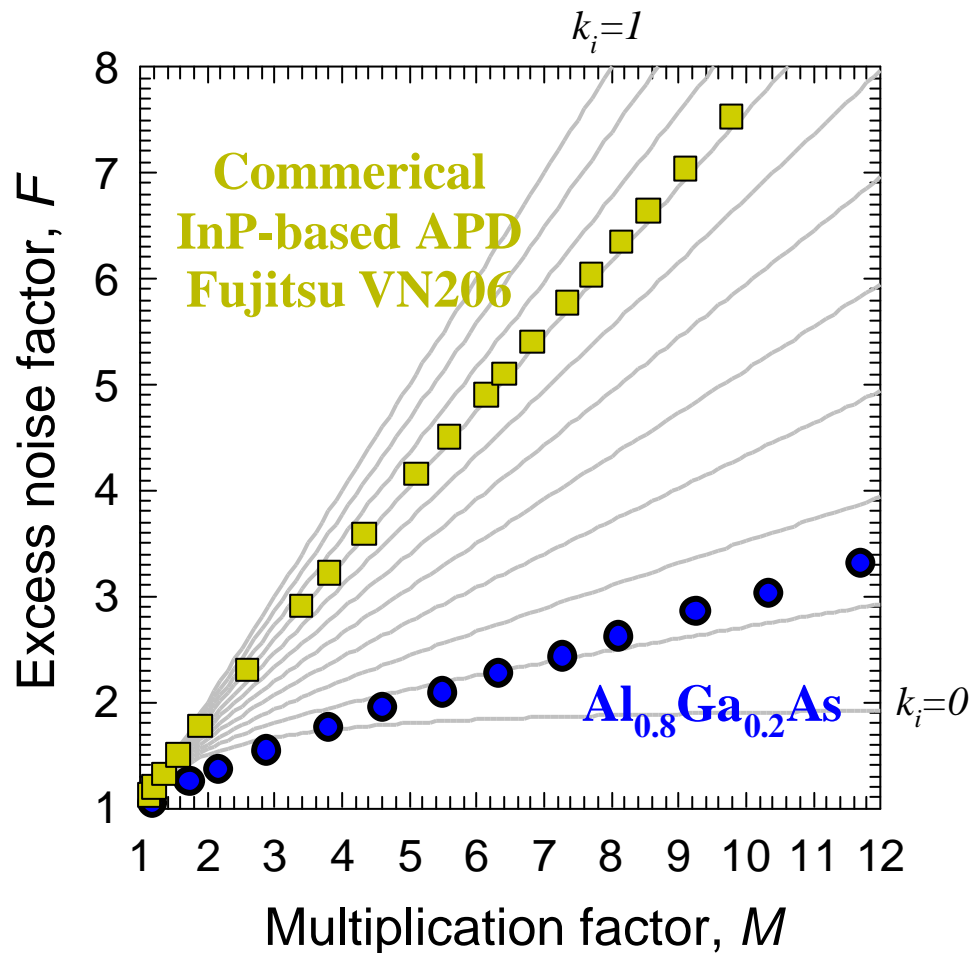 k_i=1
8
7
6
5
4
3
2
1
Excess noise factor, F
Commerical
InP-based APD
Fujitsu VN206
Al0.8Ga0.2As
k_i=0
1 2 3 4 5 6 7 8 9 10 11 12
Multiplication factor, M